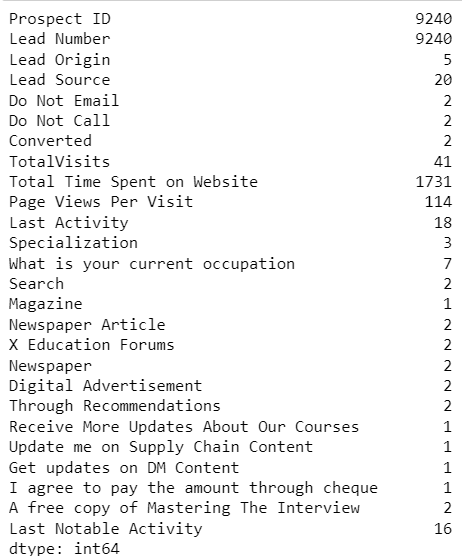 Prospect ID 9240
Lead Number 9240
Lead Origin 5
Lead Source 20
Do Not Email 2
Do Not Call 2
Converted 2
TotalVisits 41
Total Time Spent on Website 1731
Page Views Per Visit 114
Last Activity 18
Specialization 3
What is your current occupation 7
Search 2
Magazine 1
Newspaper Article 2
X Education Forums 2
Newspaper 2
Digital Advertisement 2
Through Recommendations 2
Receive More Updates About Our Courses 1
Update me on Supply Chain Content 1
Get updates on DM Content 1
I agree to pay the amount through cheque 1
A free copy of Mastering The Interview 2
Last Notable Activity 16
dtype: int64